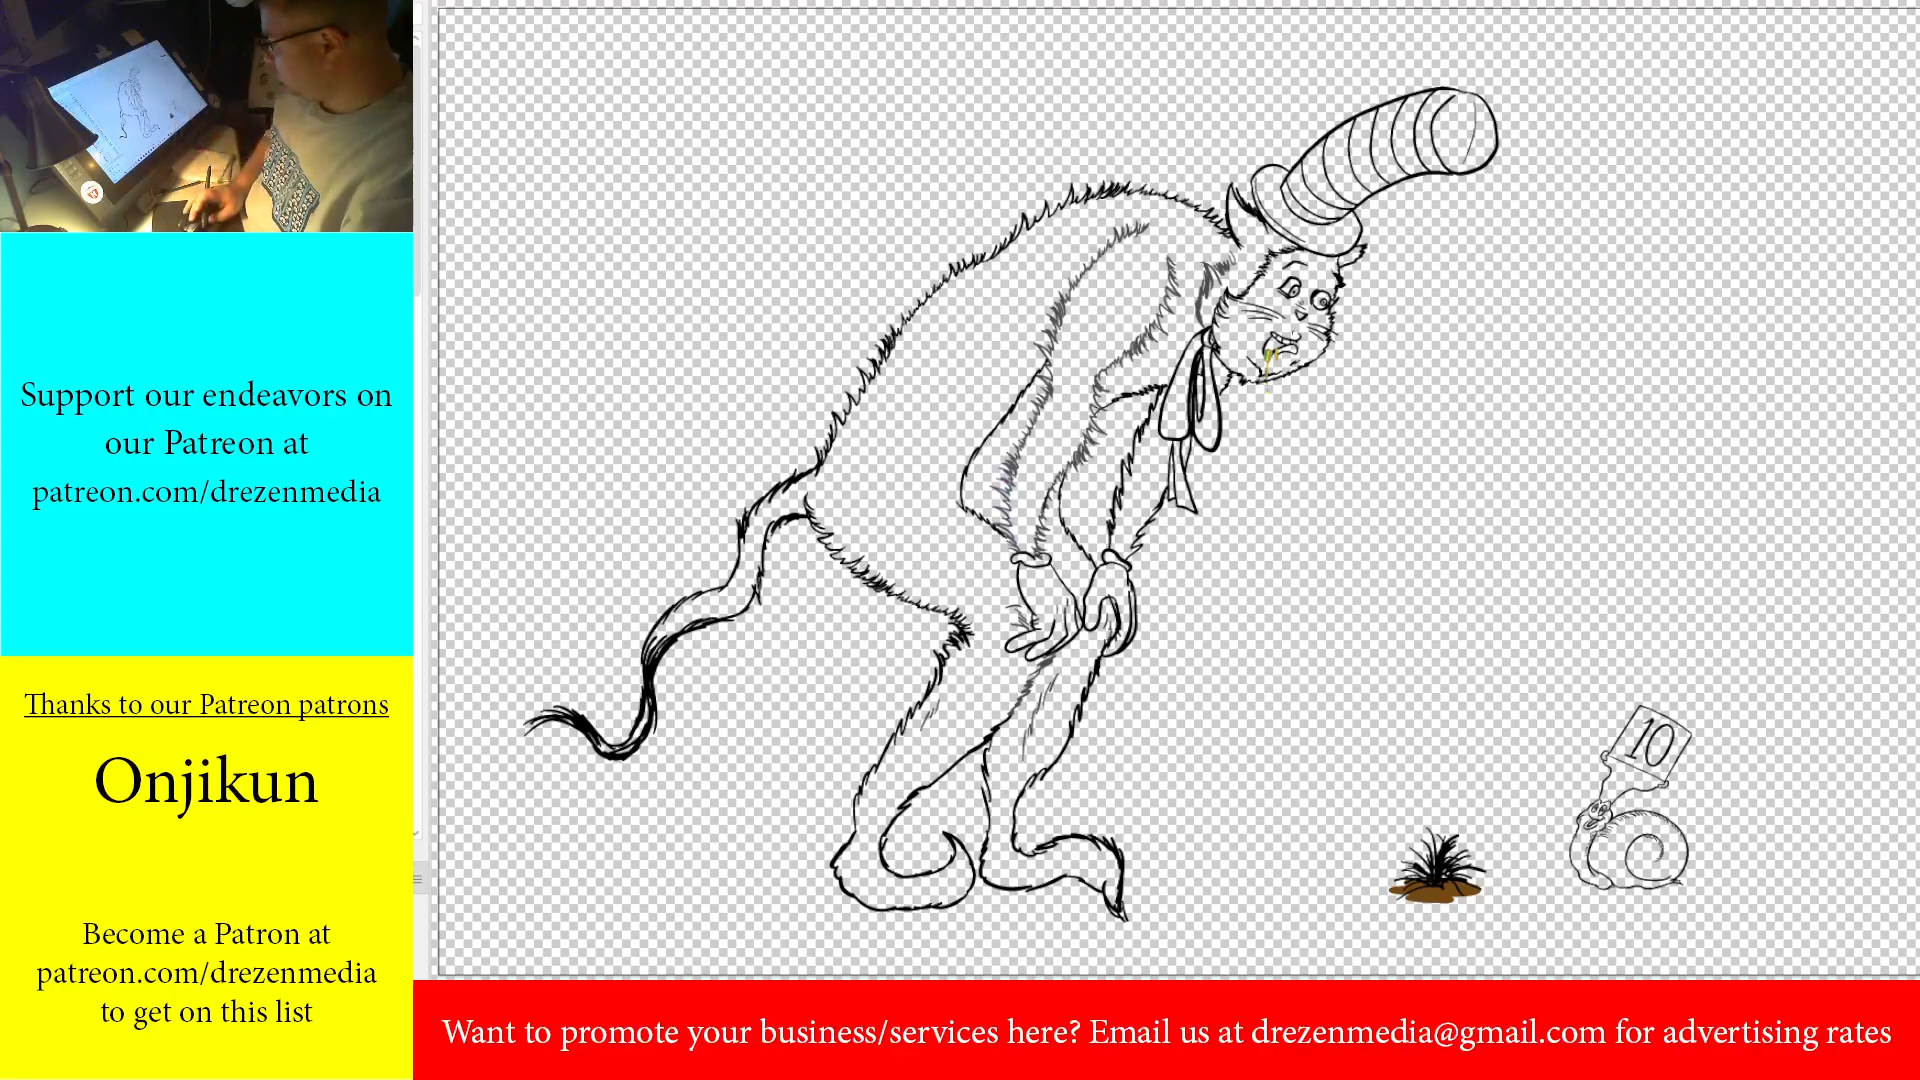 Support our endeavors on
our Patreon at
patreon.com/drezenmedia
Thanks to our Patreon patrons
Onjikun
Become a Patron at
patreon.com/drezenmedia
to get on this list
10
Want to promote your business/services here? Email us at drezenmedia@gmail.com for advertising rates